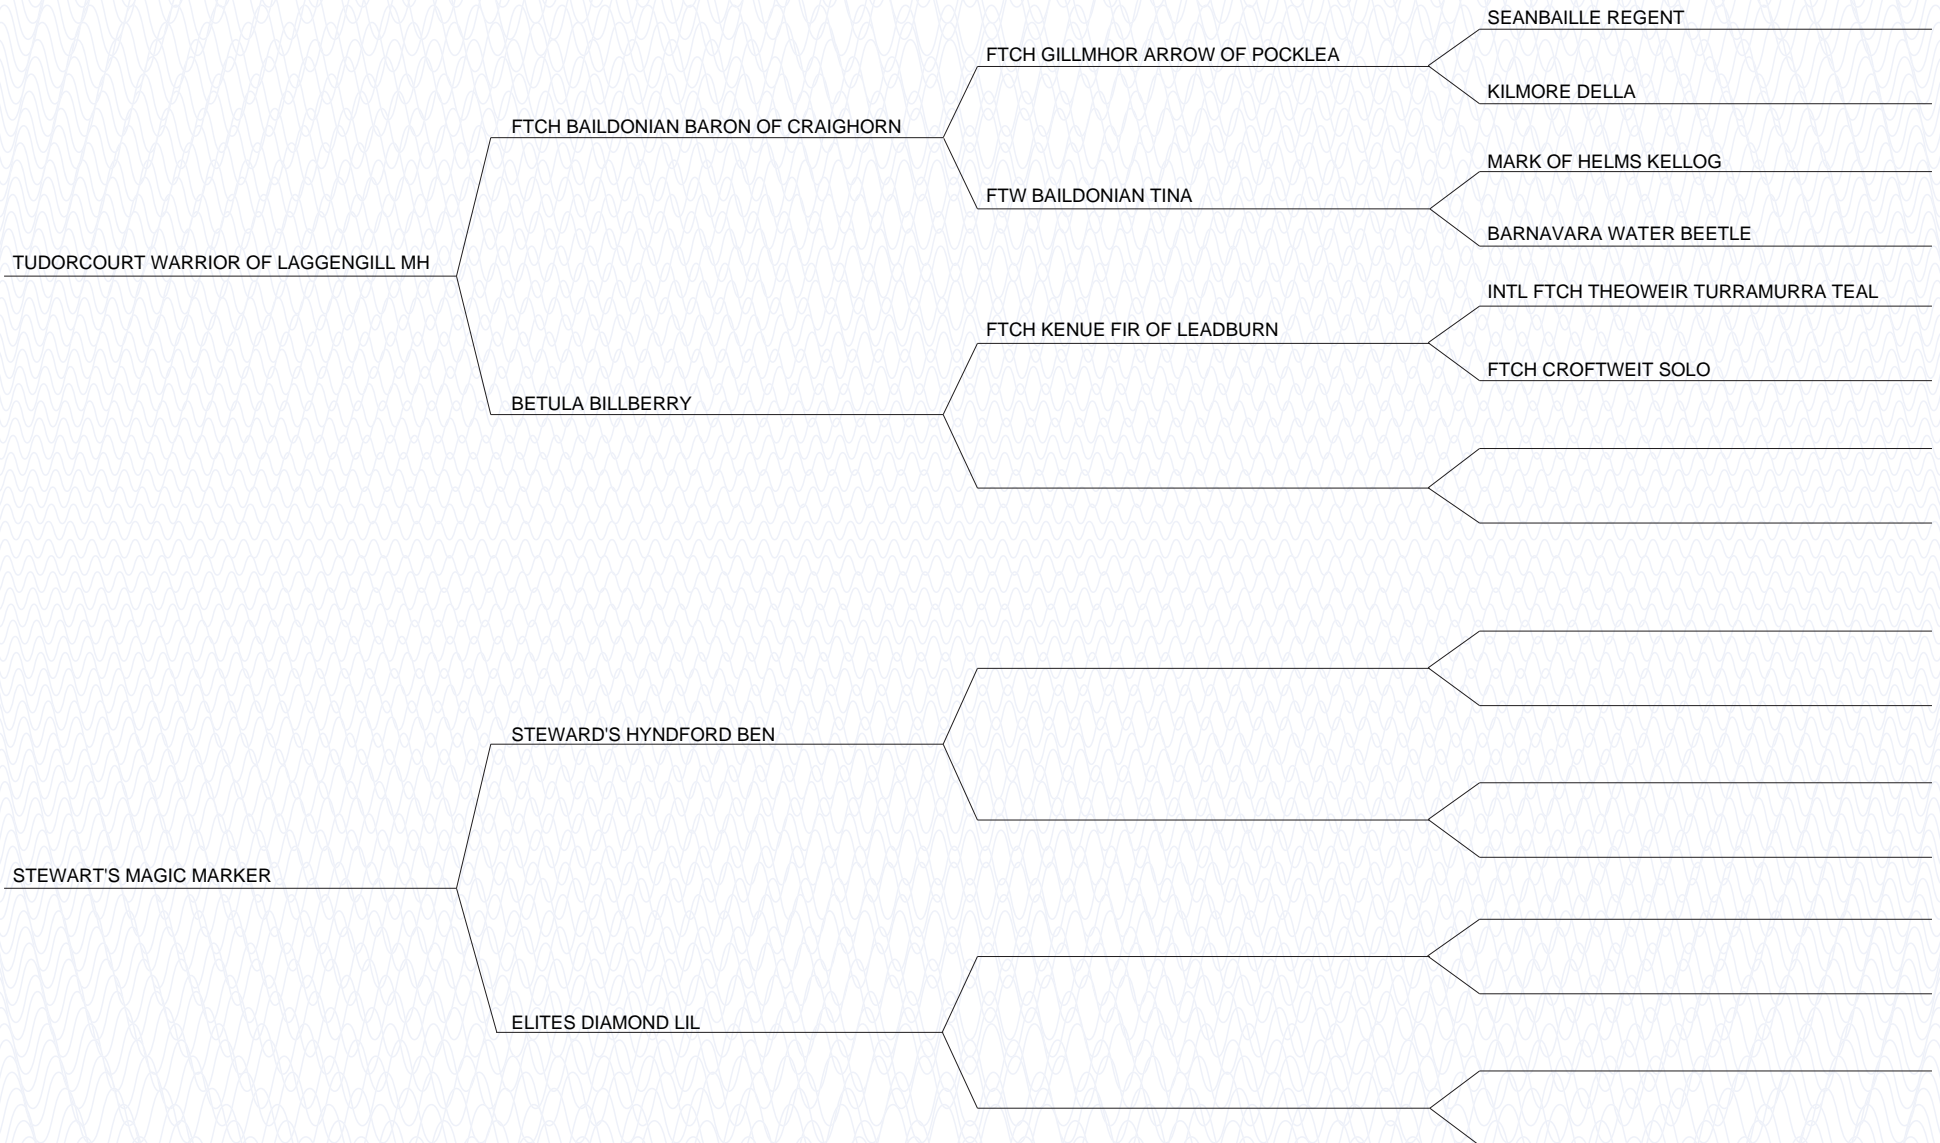 SEANBAILLE REGENT
FTCH GILLMHOR ARROW OF POCKLEA
KILMORE DELLA
FTCH BAILDONIAN BARON OF CRAIGHORN
MARK OF HELMS KELLOG
FTW BAILDONIAN TINA
BARNAVARA WATER BEETLE
TUDORCOURT WARRIOR OF LAGGENGILL MH
INTL FTCH THEOWEIR TURRAMURRA TEAL
FTCH KENUE FIR OF LEADBURN
FTCH CROFTWEIT SOLO
BETULA BILLBERRY
STEWARD'S HYNDFORD BEN
STEWART'S MAGIC MARKER
ELITES DIAMOND LIL